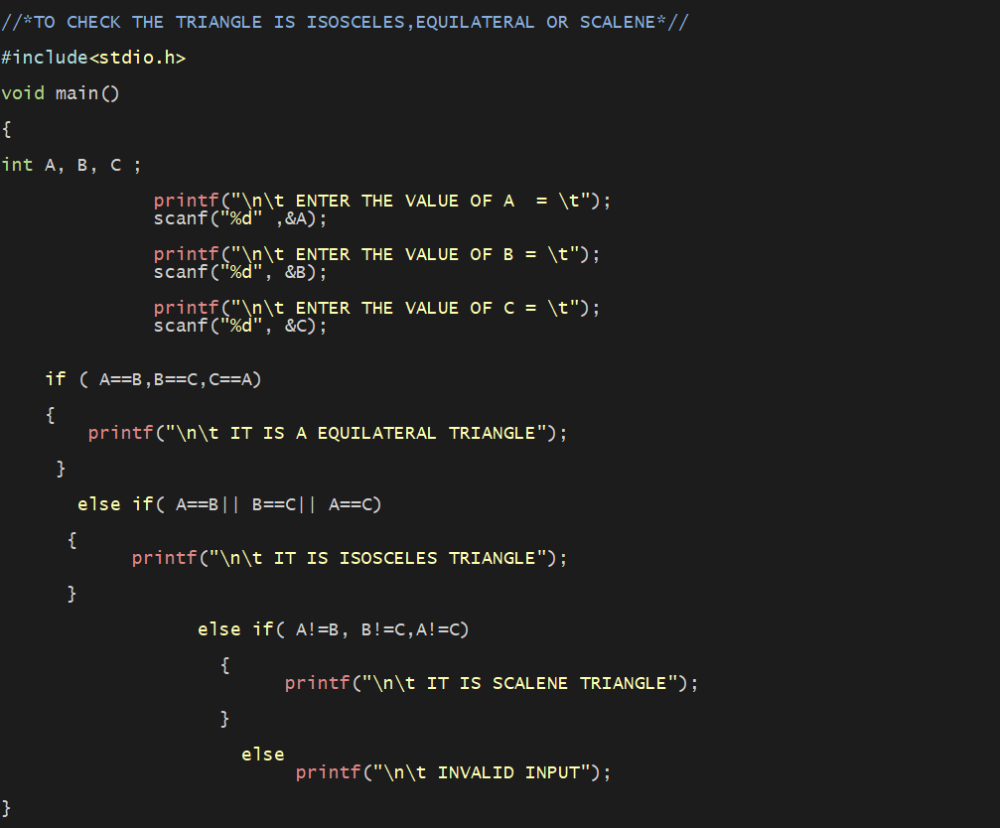 //*TO CHECK THE TRIANGLE IS ISOSCELES,EQUILATERAL OR SCALENE*//
#include<stdio.h>
void main()
{
int A, B, C ;
printf("\n\t ENTER THE VALUE OF A  = \t");
scanf("%d" ,&A);
printf("\n\t ENTER THE VALUE OF B = \t");
scanf("%d", &B);
printf("\n\t ENTER THE VALUE OF C = \t");
scanf("%d", &C);
if ( A==B,B==C,C==A)
{
printf("\n\t IT IS A EQUILATERAL TRIANGLE");
}
else if( A==B|| B==C|| A==C)
{
printf("\n\t IT IS ISOSCELES TRIANGLE");
}
else if( A!=B, B!=C,A!=C)
{
printf("\n\t IT IS SCALENE TRIANGLE");
}
else
printf("\n\t INVALID INPUT");
}